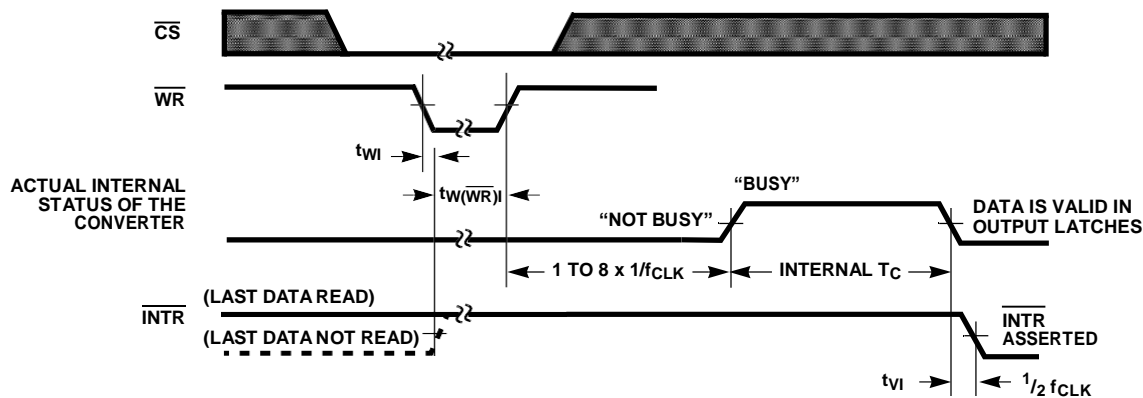 CS
WR
tWI
tW(WR)I
ACTUAL INTERNAL
STATUS OF THE
CONVERTER
“BUSY”
“NOT BUSY”
DATA IS VALID IN
OUTPUT LATCHES
1 TO 8 x 1/fCLK
INTERNAL TC
(LAST DATA READ)
INTR
(LAST DATA NOT READ)
INTR
ASSERTED
tVI
1/2 fCLK